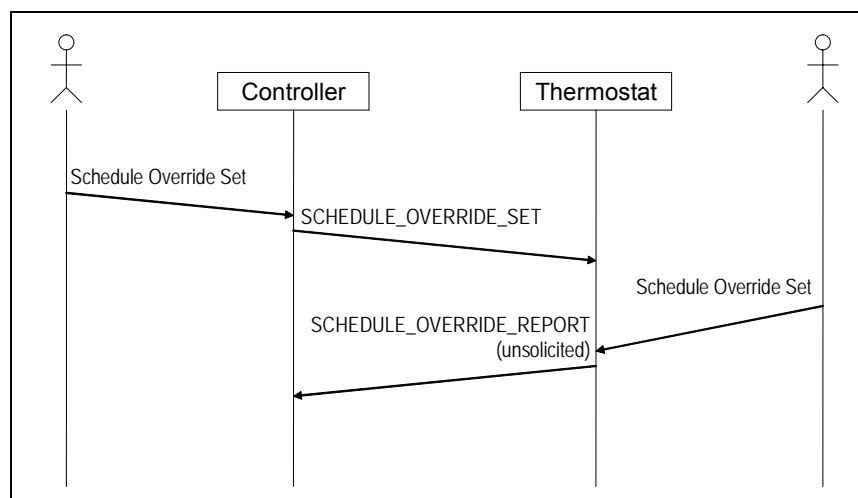 Controller
Thermostat
Schedule Override Set
SCHEDULE_OVERRIDE_SET
Schedule Override Set
SCHEDULE_OVERRIDE_REPORT
(unsolicited)